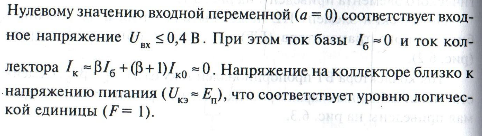 Нулевому значению входной переменной (a = 0) соответствует вход-
ное напряжение Uвх ≤ 0,4 В. При этом ток базы Iб ≈ 0 и ток кол-
лектора Iк ≈ βIб + (β + 1)Iк0 ≈ 0. Напряжение на коллекторе близко к
напряжению питания (Uкэ ≈ Eп), что соответствует уровню логичес-
кой единицы (F = 1).